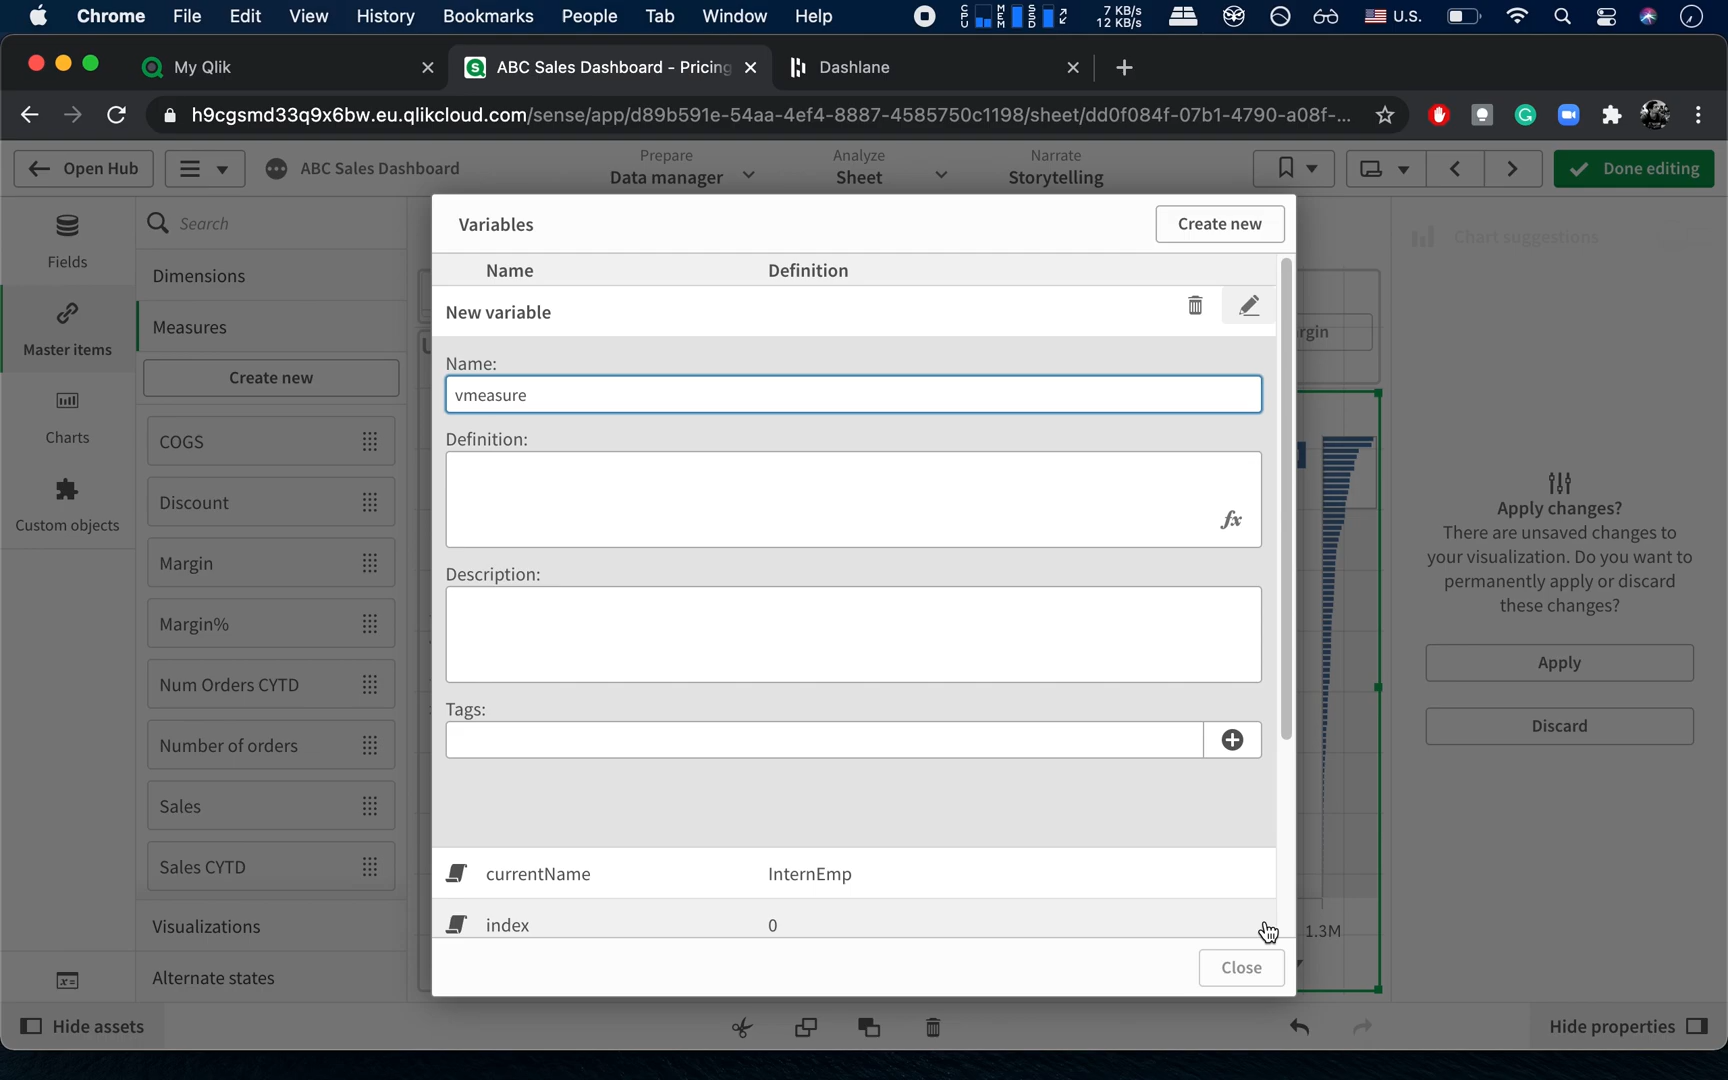 Chrome File Edit View History Bookmarks People Tab Window Help CPU MEM SSD 7 KB/s 12 KB/s U.S.
My Qlik ABC Sales Dashboard - Pricing Dashlane
h9cgsmd33q9x6bw.eu.qlikcloud.com/sense/app/d89b591e-54aa-4ef4-8887-4585750c1198/sheet/dd0f084f-07b1-4790-a08f-...
Open Hub ABC Sales Dashboard Prepare Analyze Narrate
Data manager Sheet Storytelling Done editing
Fields
Master items
Charts
Custom objects
Search
Dimensions
Measures
Create new
COGS
Discount
Margin
Margin%
Num Orders CYTD
Number of orders
Sales
Sales CYTD
Visualizations
Alternate states
Variables Create new
Name Definition
New variable
Name:
vmeasure
Definition:
fx
Description:
Tags:
currentName InternEmp
index 0
Close
rgin
1.3M
Chart suggestions
Apply changes?
There are unsaved changes to
your visualization. Do you want to
permanently apply or discard
these changes?
Apply
Discard
Hide assets Hide properties